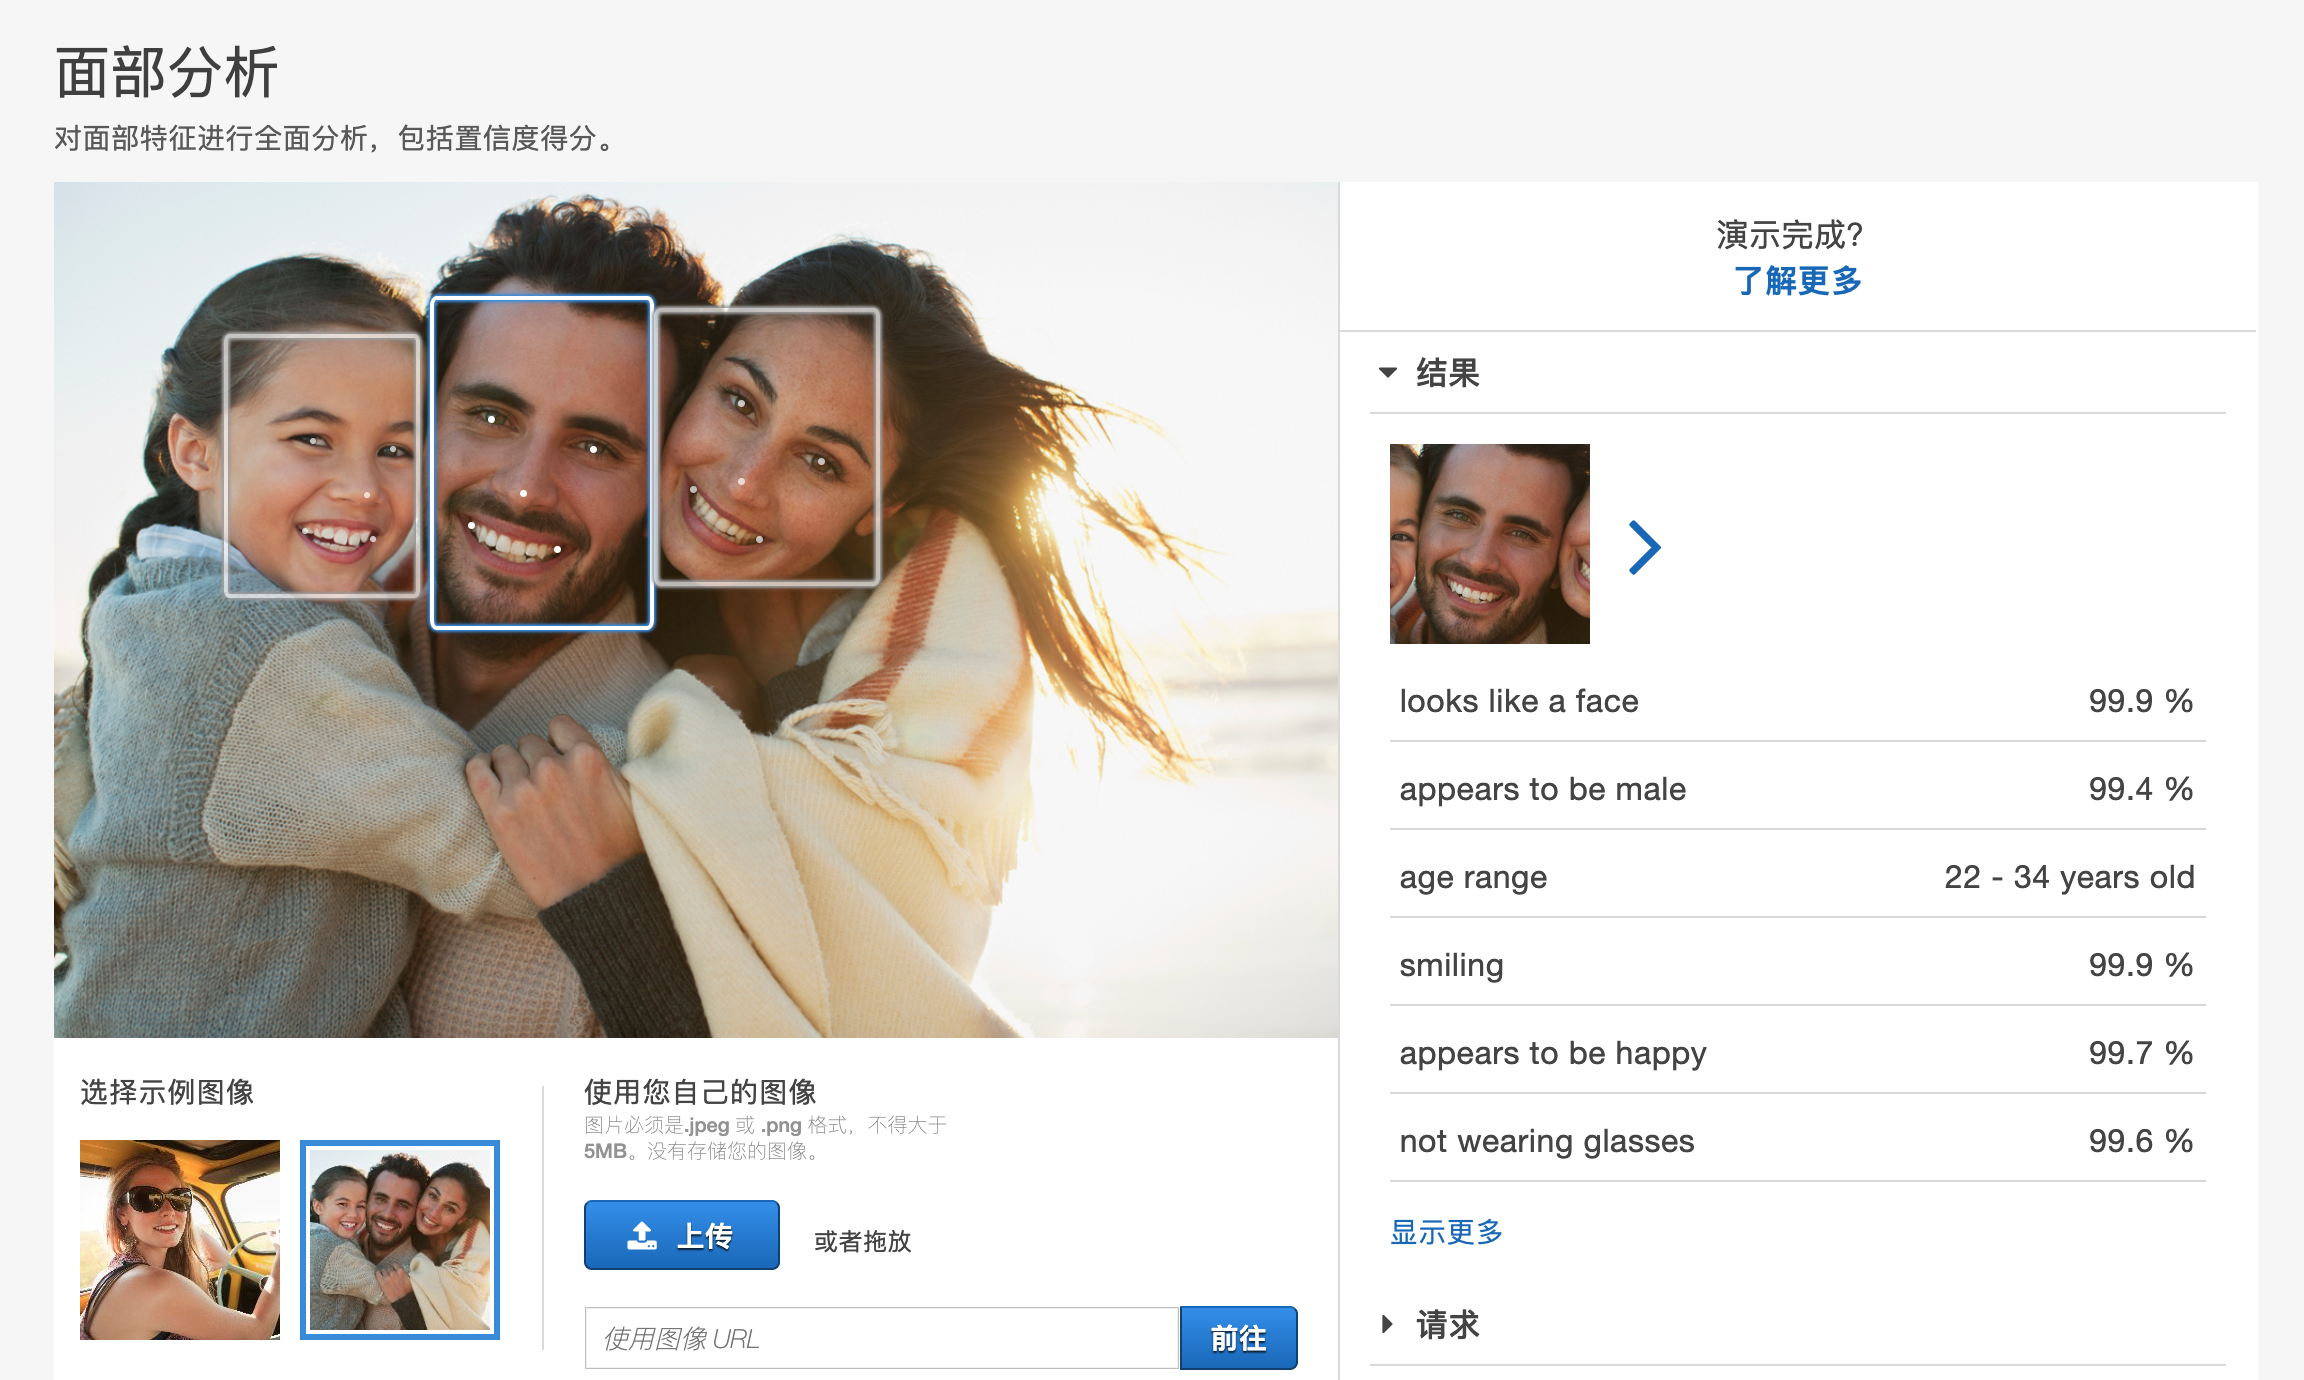 面部分析
对面部特征进行全面分析，包括置信度得分。
演示完成?
了解更多
结果
looks like a face 99.9 %
appears to be male 99.4 %
age range 22 - 34 years old
smiling 99.9 %
appears to be happy 99.7 %
not wearing glasses 99.6 %
显示更多
请求
选择示例图像
使用您自己的图像
图片必须是.jpeg 或 .png 格式，不得大于
5MB。没有存储您的图像。
上传
或者拖放
使用图像 URL
前往